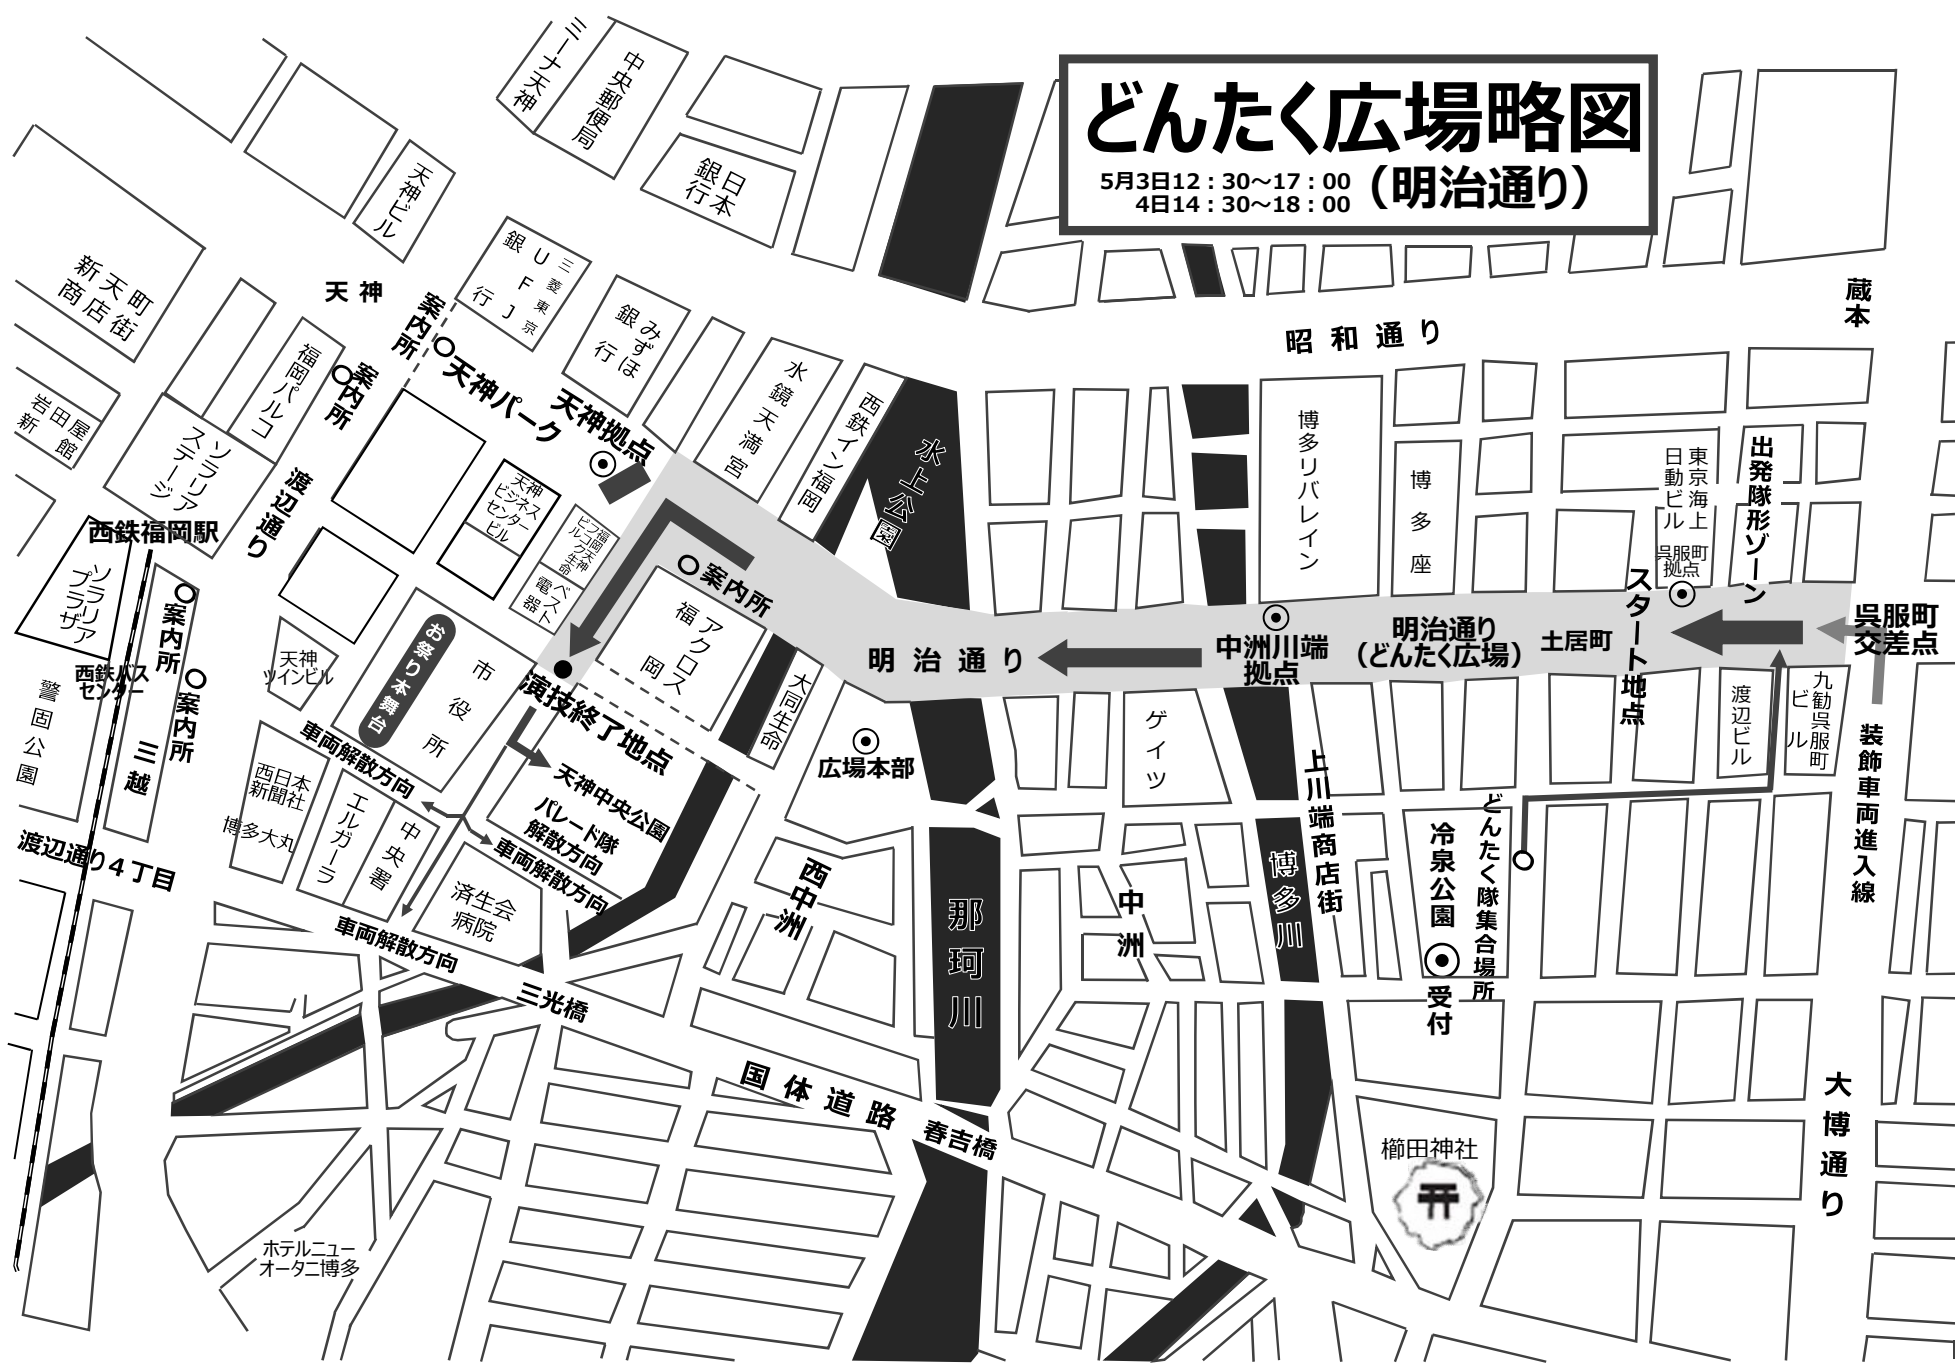 どんたく広場略図
5月3日12：30～17：00
4日14：30～18：00
（明治通り）
ミーナ天神
中央郵便局
日本銀行
天神ビル
新天町商店街
三菱東京UFJ銀行
みずほ銀行
天神
案内所
天神パーク
案内所
福岡パルコ
天神拠点
水鏡天満宮
西鉄イン福岡
水上公園
岩田屋新館
ソラリアステージ
渡辺通り
天神ビジネスセンタービル
福岡天神フコク生命ビル
ベスト電器
案内所
アクロス福岡
西鉄福岡駅
ソラリアプラザ
案内所
西鉄バスセンター
案内所
三越
警固公園
天神ツインビル
お祭り本舞台
市役所
演技終了地点
大同生命
広場本部
車両解散方向
天神中央公園
パレード隊
解散方向
車両解散方向
西日本新聞社
博多大丸
エルガーラ
中央署
済生会病院
車両解散方向
渡辺通り４丁目
三光橋
西中洲
国体道路
春吉橋
ホテルニューオータニ博多
那珂川
明治通り
昭和通り
蔵本
博多リバレイン
博多座
東京海上日動ビル
出発隊形ゾーン
呉服町拠点
スタート地点
呉服町交差点
中洲川端拠点
明治通り
（どんたく広場）
土居町
ゲイツ
中洲
上川端商店街
博多川
冷泉公園
どんたく隊集合場所
受付
渡辺ビル
九勧呉服町ビル
装飾車両進入線
大博通り
櫛田神社